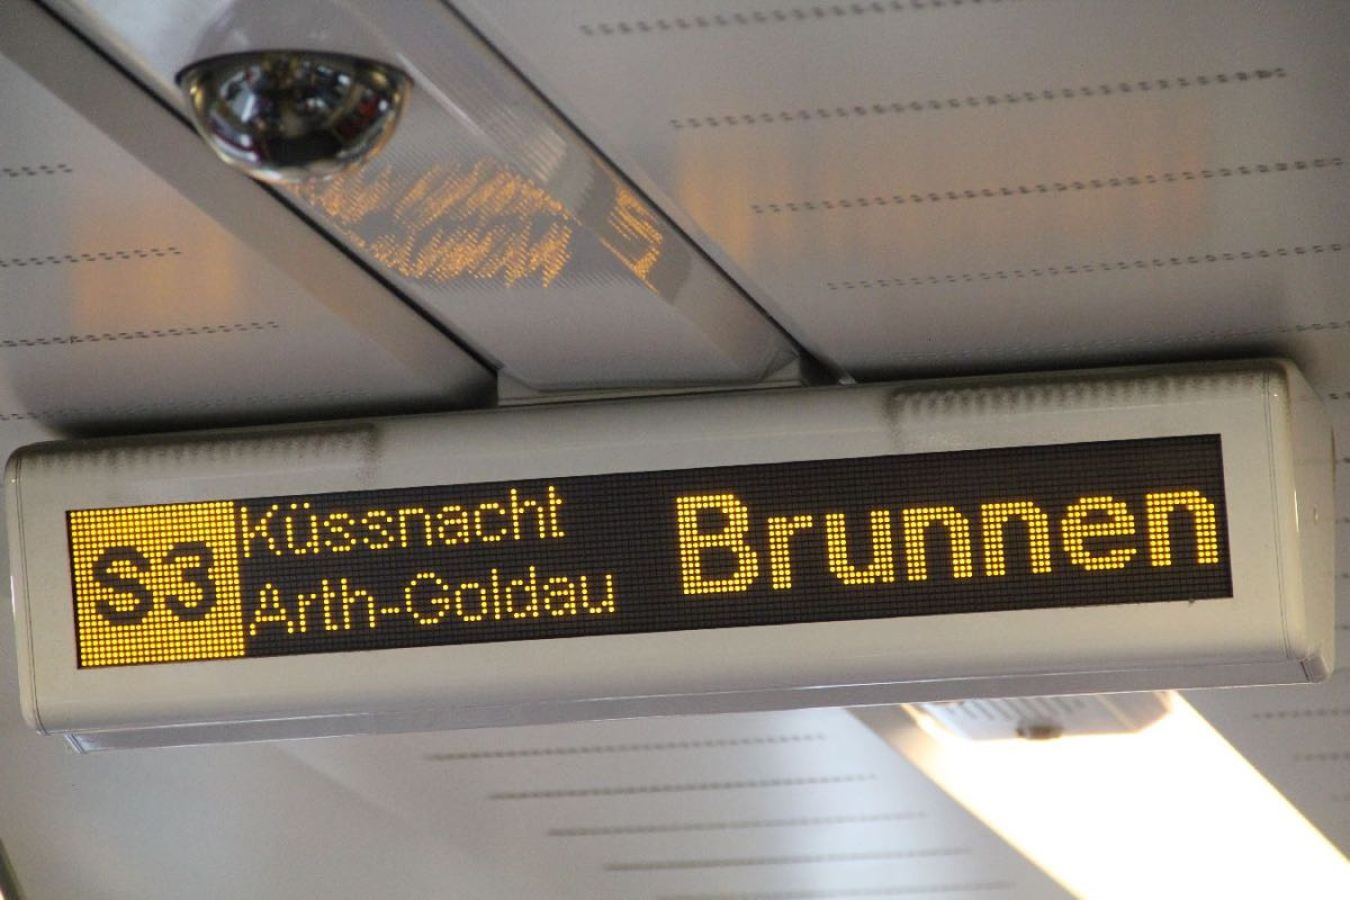 S3
Küssnacht
Arth-Goldau
Brunnen